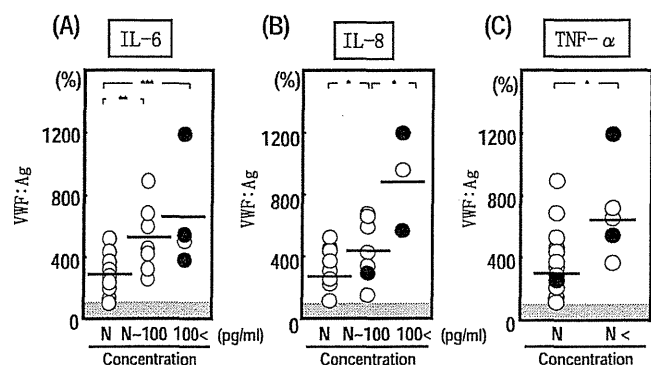 (A) IL-6
(B) IL-8
(C) TNF-α
(%)
(%)
(%)
***
**
*
*
*
VWF:Ag
1200
800
400
0
VWF:Ag
1200
800
400
0
VWF:Ag
1200
800
400
0
N N~100 100< (pg/ml)
Concentration
N N~100 100< (pg/ml)
Concentration
N N<
Concentration